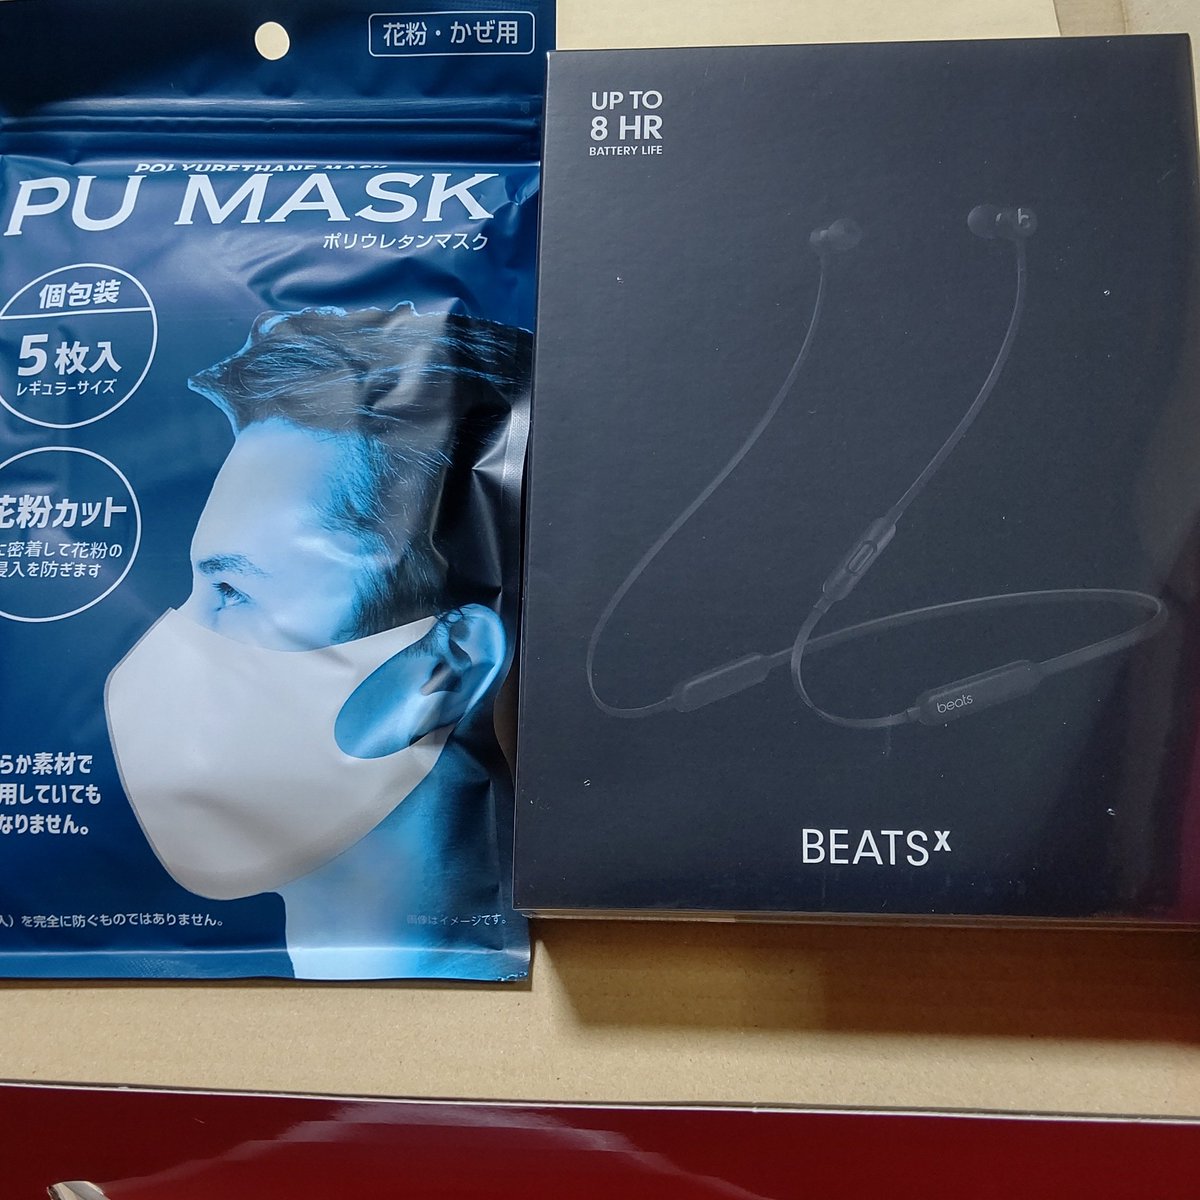 花粉・かぜ用
POLYURETHANE MASK
PU MASK
ポリウレタンマスク
個包装
5枚入
レギュラーサイズ
花粉カット
に密着して花粉の
侵入を防ぎます
らか素材で
用していても
なりません。
入）を完全に防ぐものではありません。
画像はイメージです。
UP TO
8 HR
BATTERY LIFE
b
beats
BEATSX